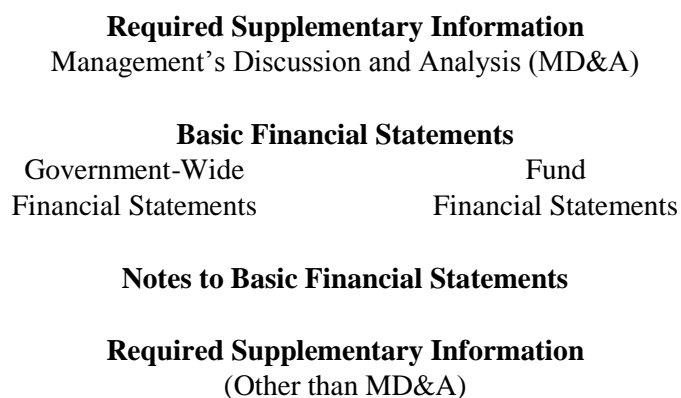 Required Supplementary Information
Management’s Discussion and Analysis (MD&A)
Basic Financial Statements
Government-Wide Fund
Financial Statements Financial Statements
Notes to Basic Financial Statements
Required Supplementary Information
(Other than MD&A)